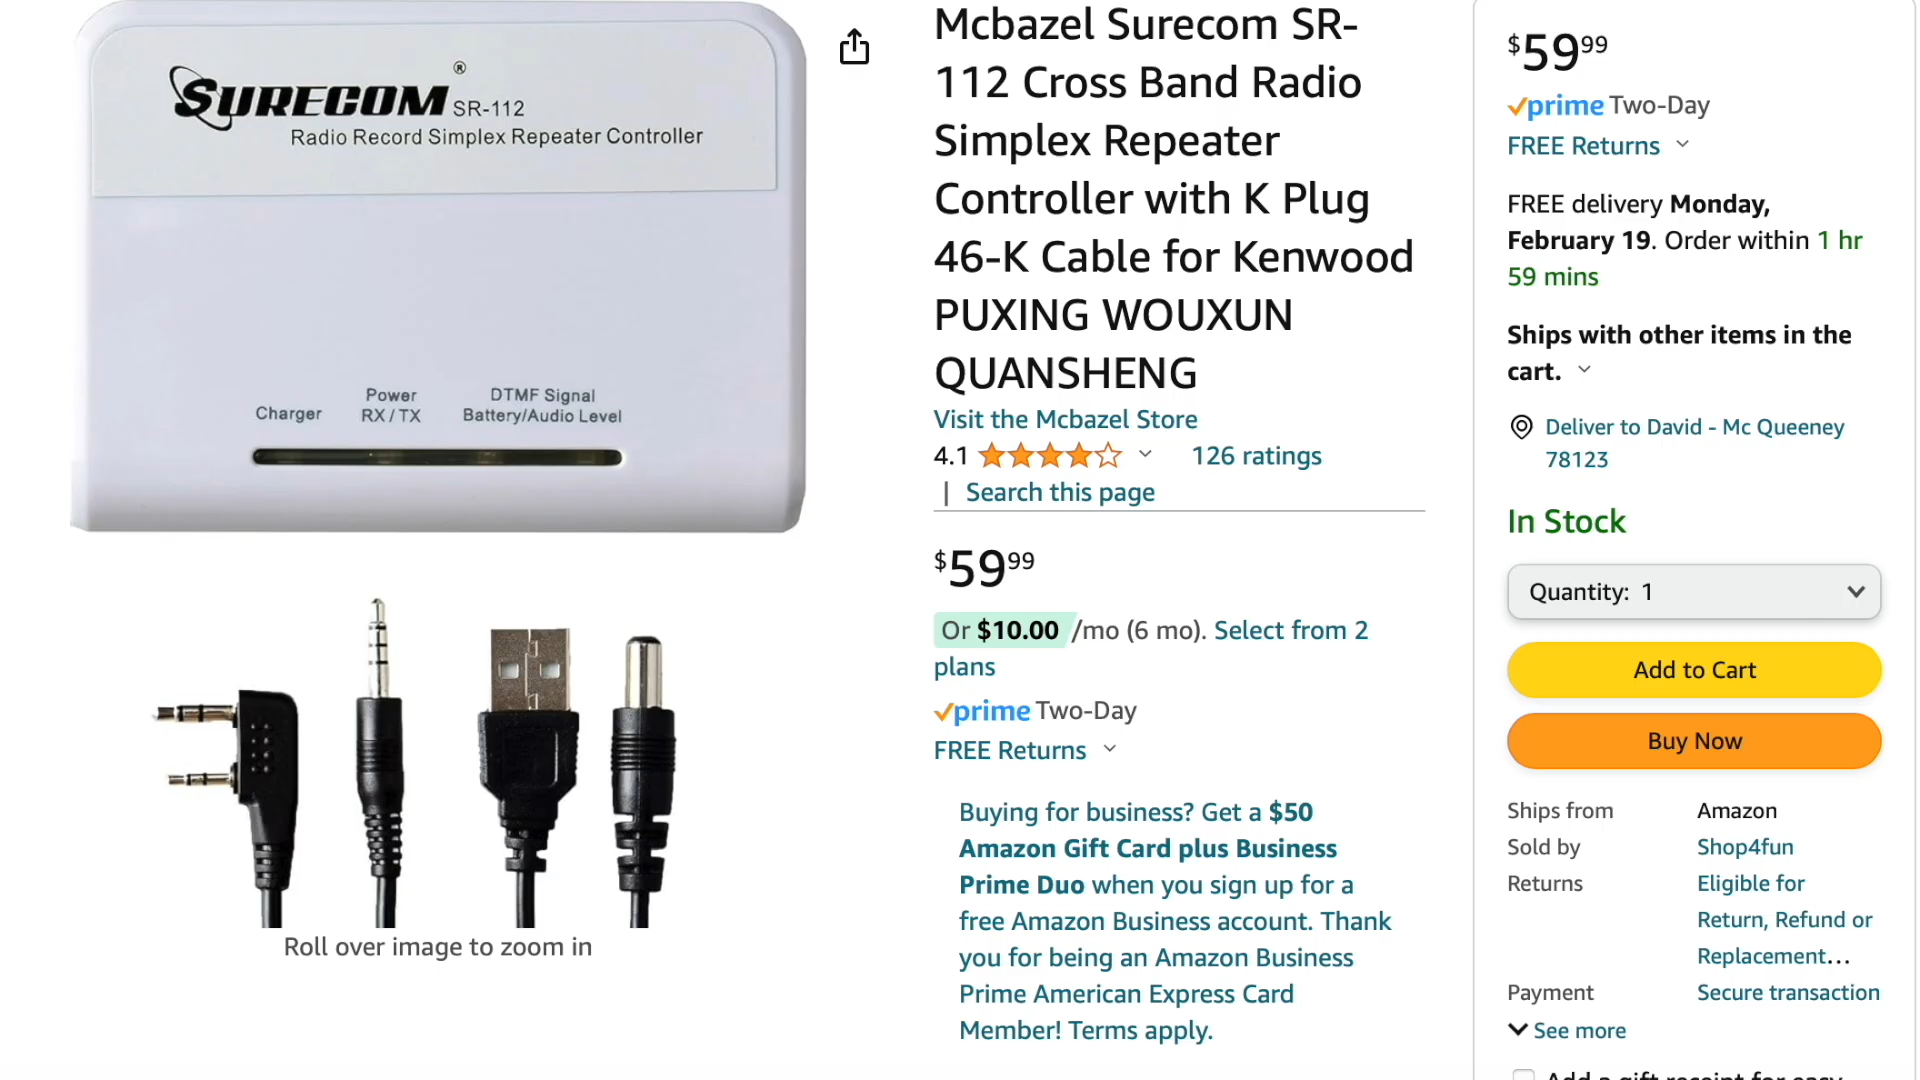 SURECOM® SR-112
Radio Record Simplex Repeater Controller
Charger
Power
RX / TX
DTMF Signal
Battery/Audio Level
Roll over image to zoom in
Mcbazel Surecom SR-
112 Cross Band Radio
Simplex Repeater
Controller with K Plug
46-K Cable for Kenwood
PUXING WOUXUN
QUANSHENG
Visit the Mcbazel Store
4.1 126 ratings
| Search this page
$59.99
Or $10.00 /mo (6 mo). Select from 2
plans
prime Two-Day
FREE Returns
Buying for business? Get a $50
Amazon Gift Card plus Business
Prime Duo when you sign up for a
free Amazon Business account. Thank
you for being an Amazon Business
Prime American Express Card
Member! Terms apply.
$59.99
prime Two-Day
FREE Returns
FREE delivery Monday,
February 19. Order within 1 hr
59 mins
Ships with other items in the
cart.
Deliver to David - Mc Queeney
78123
In Stock
Quantity: 1
Add to Cart
Buy Now
Ships from Amazon
Sold by Shop4fun
Returns Eligible for
Return, Refund or
Replacement...
Payment Secure transaction
See more
Add a gift receipt for easy